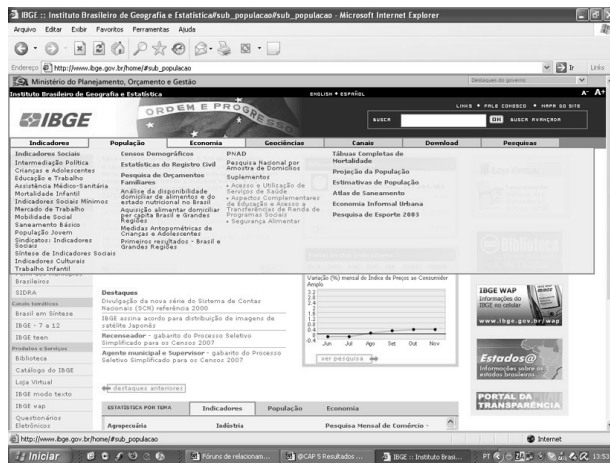 IBGE :: Instituto Brasileiro de Geografia e Estatística#sub_populacao#sub_populacao - Microsoft Internet Explorer
Arquivo Editar Exibir Favoritos Ferramentas Ajuda
Endereço http://www.ibge.gov.br/home/#sub_populacao Ir Links
Ministério do Planejamento, Orçamento e Gestão Destaques do governo
Instituto Brasileiro de Geografia e Estatística ENGLISH ESPAÑOL A- A+
ORDEM E PROGRESSO
LINKS FALE CONOSCO MAPA DO SITE
IBGE BUSCA OK BUSCA AVANÇADA
Indicadores População Economia Geociências Canais Download Pesquisas
Indicadores Sociais
Intermediação Política
Crianças e Adolescentes
Educação e Trabalho
Assistência Médico-Sanitária
Mortalidade Infantil
Indicadores Sociais Mínimos
Mercado de Trabalho
Mobilidade Social
Saneamento Básico
População Jovem
Sindicatos: Indicadores
Sociais
Síntese de Indicadores Sociais
Indicadores Culturais
Trabalho Infantil
Censos Demográficos
Estatísticas do Registro Civil
Pesquisa de Orçamentos
Familiares
Análise da disponibilidade
domiciliar de alimentos e do
estado nutricional no Brasil
Aquisição alimentar domiciliar
per capita Brasil e Grandes
Regiões
Medidas Antopométricas de
Crianças e Adolescentes
Primeiros resultados - Brasil e
Grandes Regiões
PNAD
Pesquisa Nacional por
Amostra de Domicílios
Suplementos
• Acesso e Utilização de
Serviços de Saúde
• Aspectos Complementares
de Educação e Acesso a
Transferências de Renda de
Programas Sociais
• Segurança Alimentar
Tábuas Completas de
Mortalidade
Projeção da População
Estimativas de População
Atlas de Saneamento
Economia Informal Urbana
Pesquisa de Esporte 2003
Brasileiros
SIDRA
Canais temáticos
Brasil em Síntese
IBGE - 7 a 12
IBGE teen
Produtos e Serviços
Biblioteca
Catálogo do IBGE
Loja Virtual
IBGE modo texto
IBGE wap
Questionários
Eletrônicos
Destaques
Divulgação da nova série do Sistema de Contas
Nacionais (SCN) referência 2000
IBGE assina acordo para distribuição de imagens de
satélite Japonês
Recenseador - gabarito do Processo Seletivo
Simplificado para os Censos 2007
Agente municipal e Supervisor - gabarito do Processo
Seletivo Simplificado para os Censos 2007
destaques anteriores
Variação (%) mensal do Índice de Preços ao Consumidor
Amplo
Jun Jul Ago Set Out Nov
ver pesquisa
IBGE WAP
Informações do
IBGE no celular
www.ibge.gov.br/wap
Estados@
Informações sobre os
estados brasileiros
PORTAL DA
TRANSPARÊNCIA
ESTATÍSTICA POR TEMA Indicadores População Economia
Agropecuária Indústria Pesquisa Mensal de Comércio -
http://www.ibge.gov.br/home/#sub_populacao Internet
Iniciar Fóruns de relacionam... CAP 5 Resultados ... IBGE :: Instituto Brasi... PT 13:53